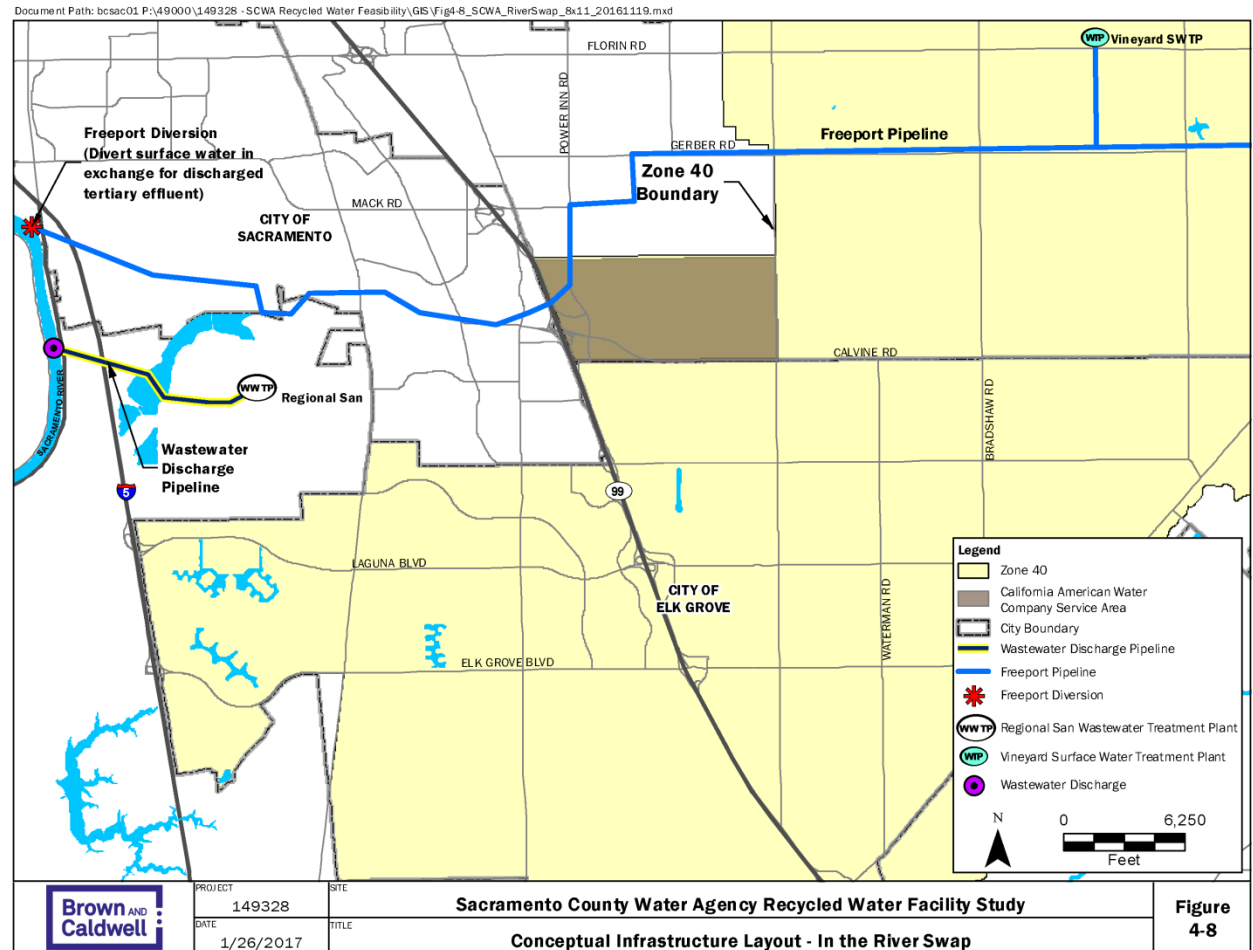 Document Path: bcsac01 P:\49000\149328 - SCWA Recycled Water Feasibility\GIS\Fig4-8_SCWA_RiverSwap_8x11_20161119.mxd
FLORIN RD
WTP Vineyard SWTP
POWER INN RD
Freeport Diversion
(Divert surface water in
exchange for discharged
tertiary effluent)
Freeport Pipeline
GERBER RD
Zone 40
Boundary
MACK RD
CITY OF
SACRAMENTO
CALVINE RD
SACRAMENTO RIVER
WWTP Regional San
BRADSHAW RD
Wastewater
Discharge
Pipeline
5
99
LAGUNA BLVD
CITY OF
ELK GROVE
WATERMAN RD
ELK GROVE BLVD
Legend
Zone 40
California American Water
Company Service Area
City Boundary
Wastewater Discharge Pipeline
Freeport Pipeline
Freeport Diversion
WWTP Regional San Wastewater Treatment Plant
WTP Vineyard Surface Water Treatment Plant
Wastewater Discharge
N
0 6,250
Feet
Brown AND
Caldwell
PROJECT
149328
DATE
1/26/2017
SITE
Sacramento County Water Agency Recycled Water Facility Study
TITLE
Conceptual Infrastructure Layout - In the River Swap
Figure
4-8